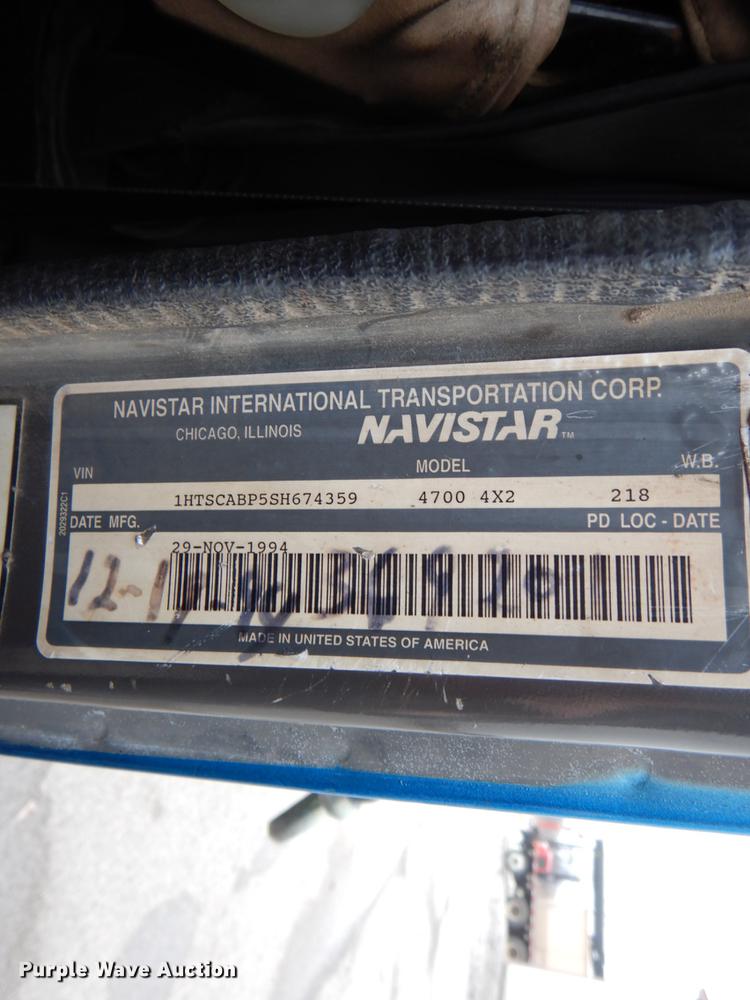 NAVISTAR INTERNATIONAL TRANSPORTATION CORP.
CHICAGO, ILLINOIS NAVISTAR TM
VIN MODEL W.B.
1HTSCABP5SH674359 4700 4X2 218
DATE MFG. PD LOC - DATE
29-NOV-1994
2029322C1
MADE IN UNITED STATES OF AMERICA
Purple Wave Auction